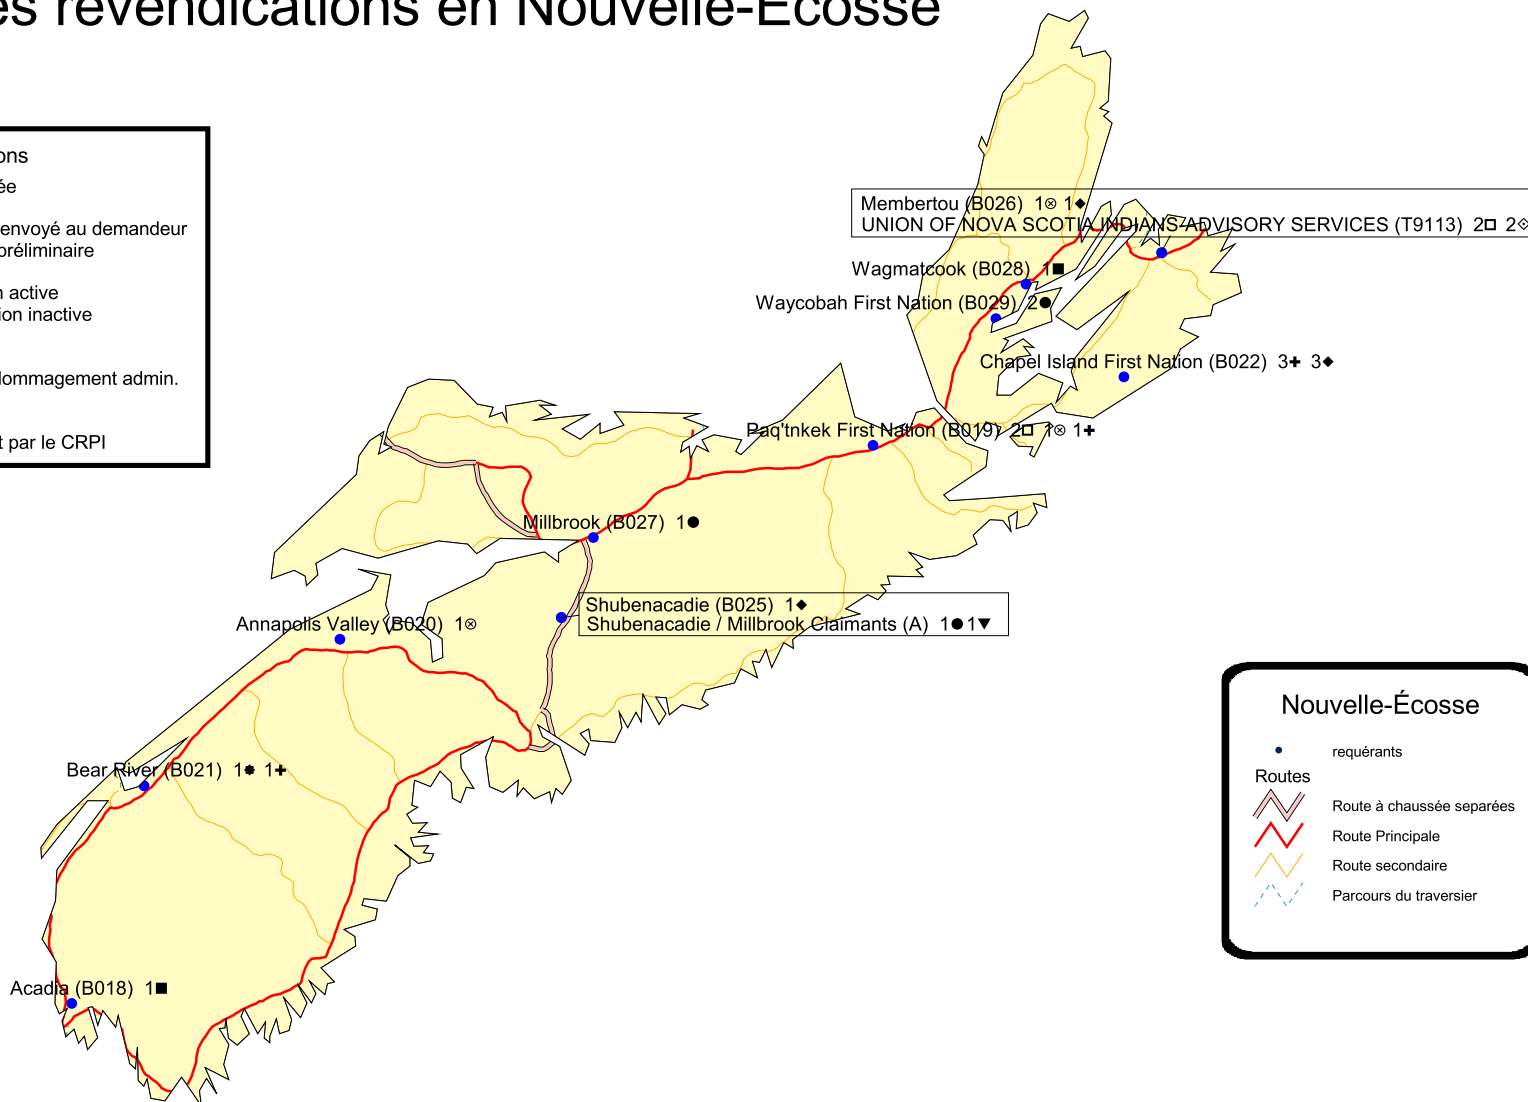 es revendications en Nouvelle-Écosse
ons
ée
envoyé au demandeur
préliminaire
n active
ion inactive
dommagement admin.
t par le CRPI
Membertou (B026) 1⊗ 1◆
UNION OF NOVA SCOTIA INDIANS ADVISORY SERVICES (T9113) 2□ 2◇
Wagmatcook (B028) 1■
Waycobah First Nation (B029) 2●
Chapel Island First Nation (B022) 3✚ 3◆
Paq'tnkek First Nation (B019) 2□ 1⊗ 1✚
Millbrook (B027) 1●
Shubenacadie (B025) 1◆
Shubenacadie / Millbrook Claimants (A) 1● 1▼
Annapolis Valley (B020) 1⊗
Bear River (B021) 1✸ 1✚
Acadia (B018) 1■
Nouvelle-Écosse
requérants
Routes
Route à chaussée separées
Route Principale
Route secondaire
Parcours du traversier